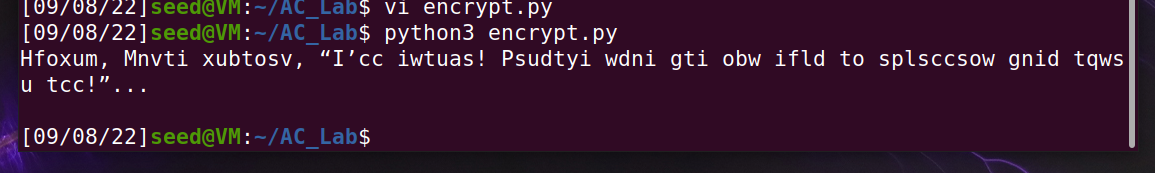 [09/08/22]seed@VM:~/AC_Lab$ vi encrypt.py
[09/08/22]seed@VM:~/AC_Lab$ python3 encrypt.py
Hfoxum, Mnvti xubtosv, “I’cc iwtuas! Psudtyi wdni gti obw ifld to splsccsow gnid tqws
u tcc!”...
[09/08/22]seed@VM:~/AC_Lab$